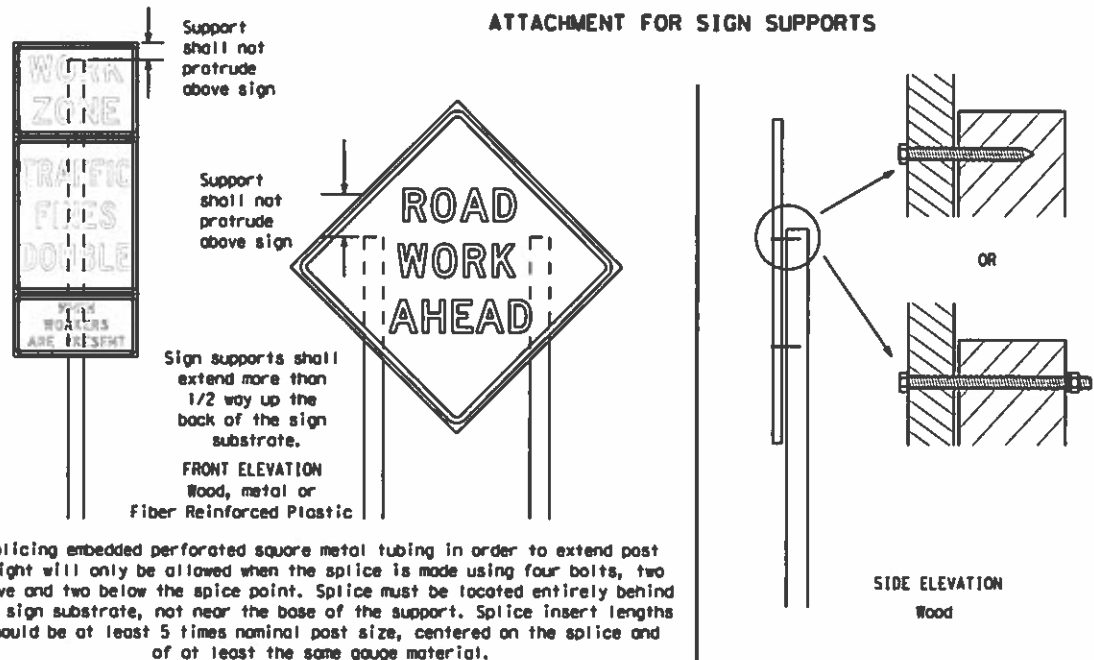 ATTACHMENT FOR SIGN SUPPORTS
Support
shall not
protrude
above sign
WORK
ZONE
TRAFFIC
FINES
DOUBLE
WHEN
WORKERS
ARE PRESENT
Support
shall not
protrude
above sign
ROAD
WORK
AHEAD
Sign supports shall
extend more than
1/2 way up the
back of the sign
substrate.
FRONT ELEVATION
Wood, metal or
Fiber Reinforced Plastic
OR
SIDE ELEVATION
Wood
licing embedded perforated square metal tubing in order to extend post
ight will only be allowed when the splice is made using four bolts, two
ve and two below the spice point. Splice must be located entirely behind
sign substrate, not near the base of the support. Splice insert lengths
ould be at least 5 times nominal post size, centered on the splice and
of at least the same gauge material.